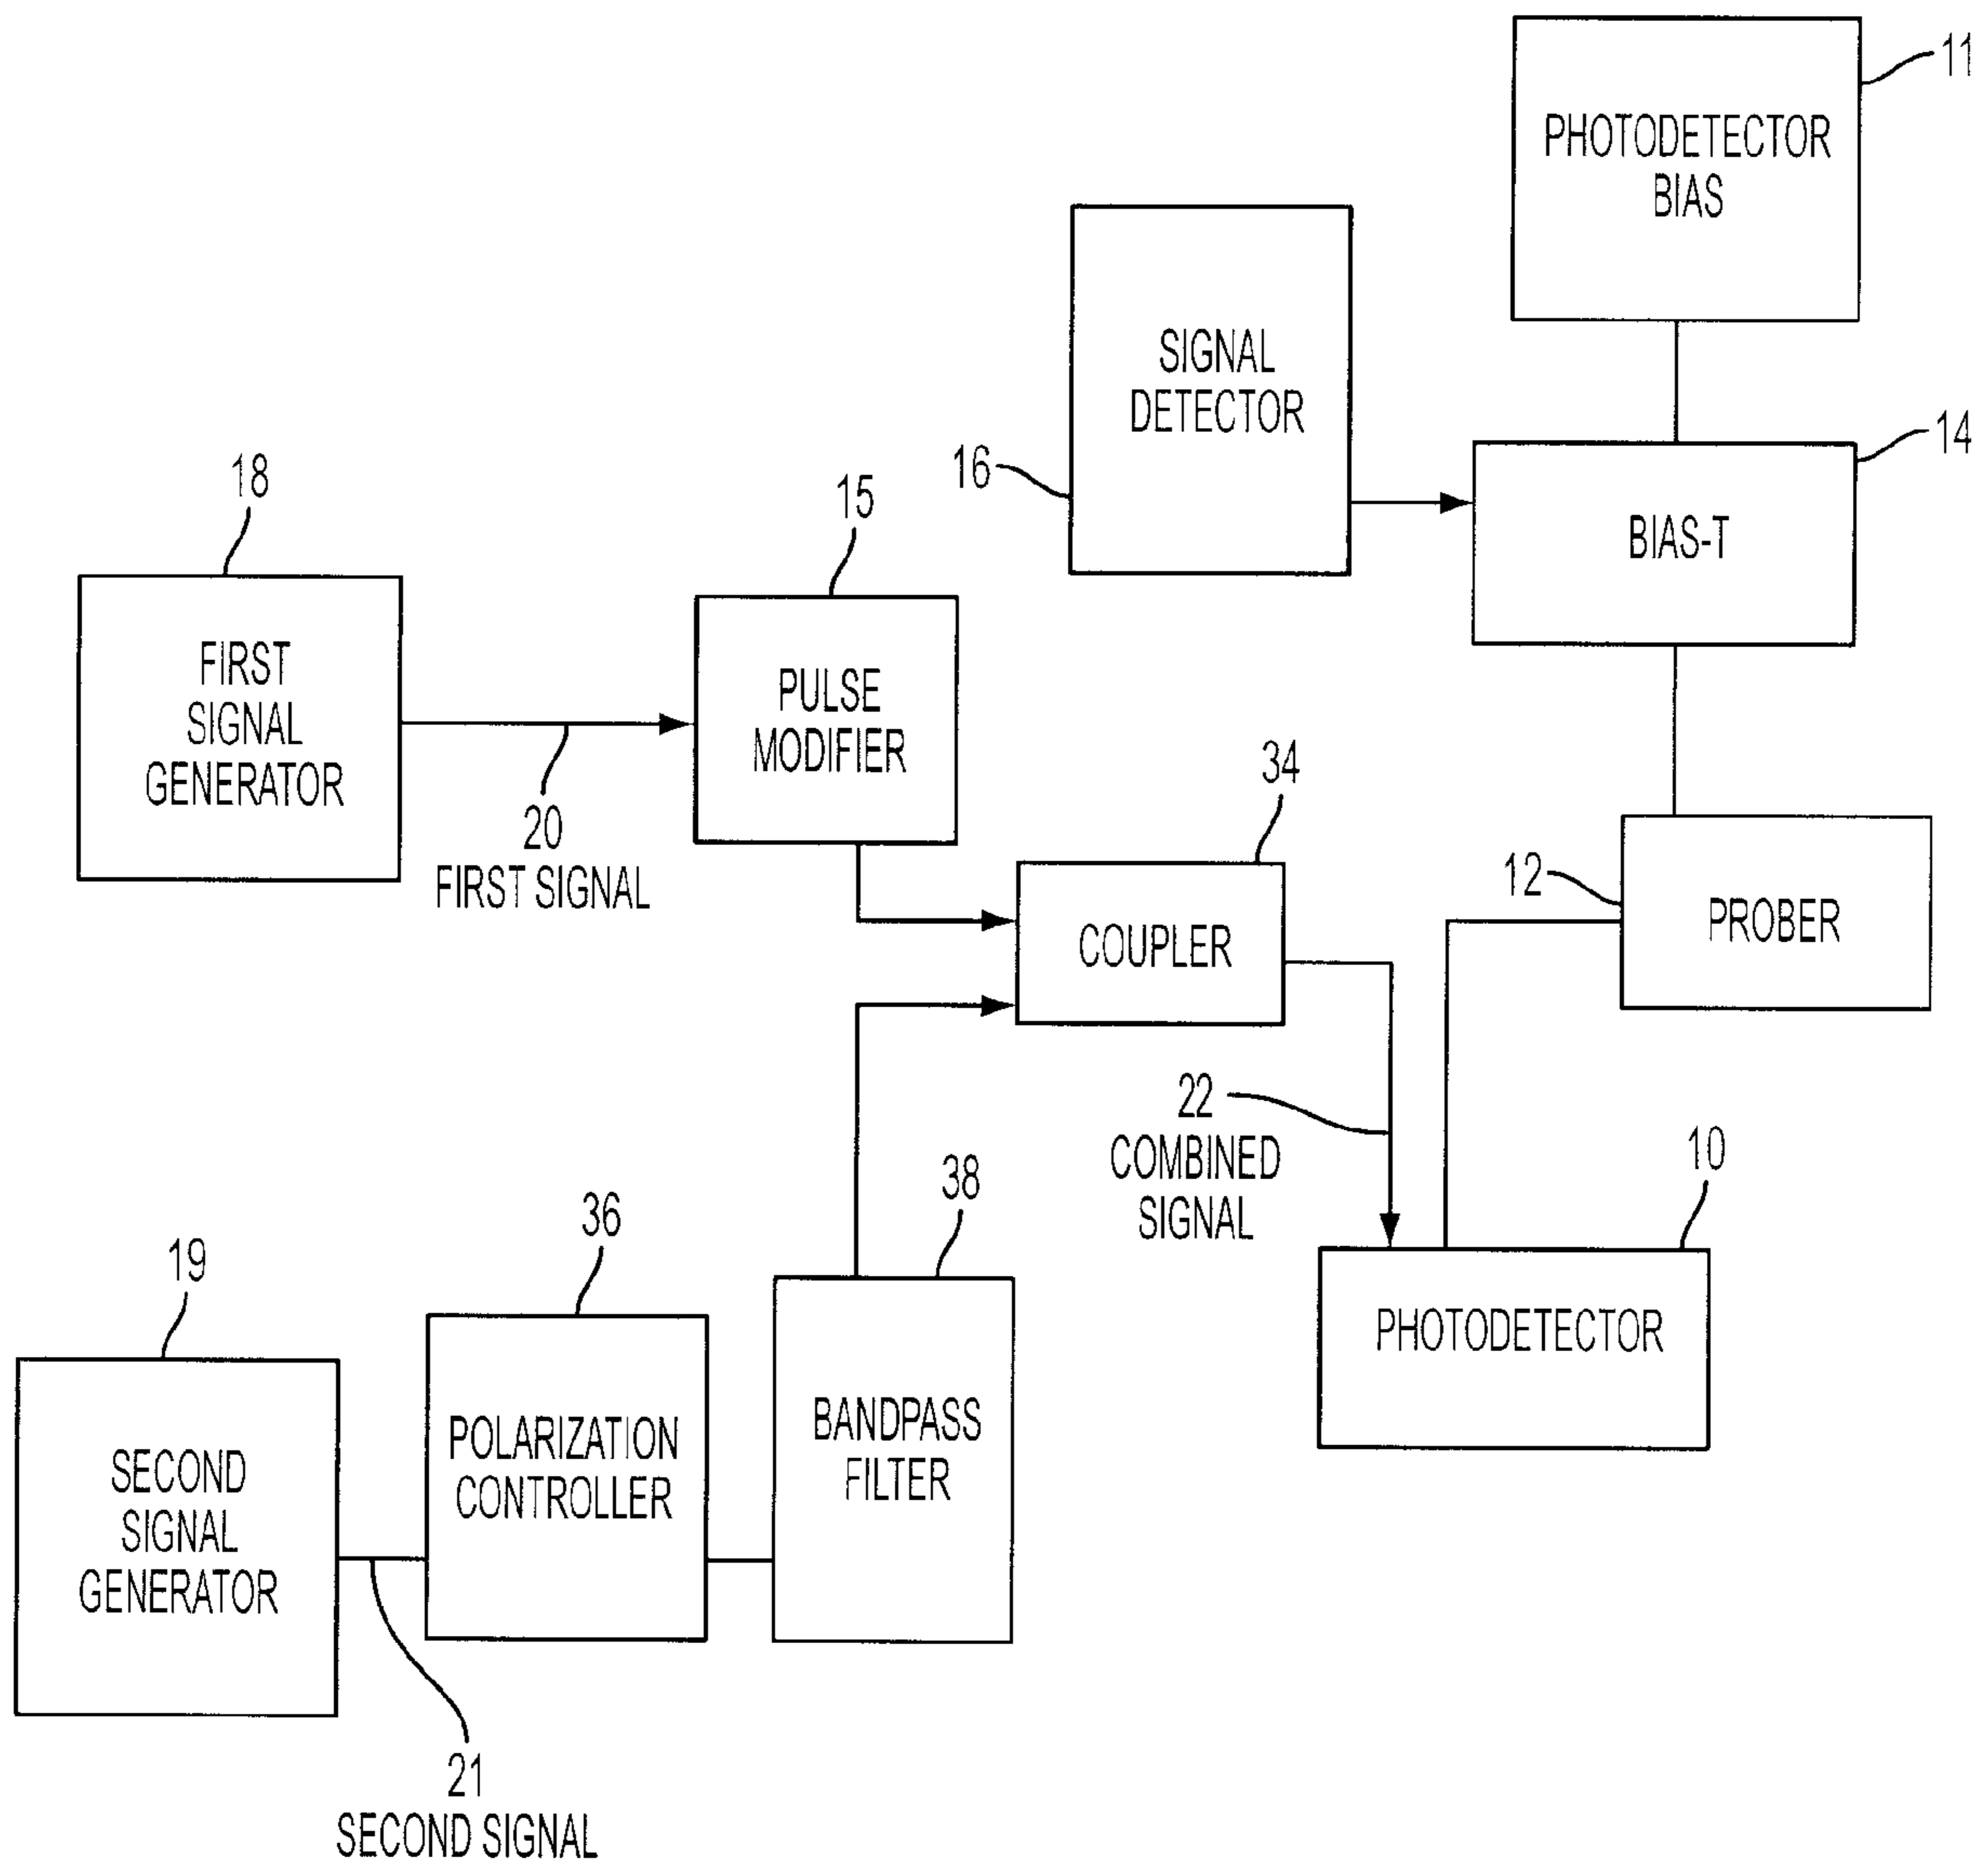 11
PHOTODETECTOR
BIAS
SIGNAL
DETECTOR
16
14
BIAS-T
18
FIRST
SIGNAL
GENERATOR
20
FIRST SIGNAL
15
PULSE
MODIFIER
34
COUPLER
12
PROBER
22
COMBINED
SIGNAL
10
PHOTODETECTOR
19
SECOND
SIGNAL
GENERATOR
21
SECOND SIGNAL
36
POLARIZATION
CONTROLLER
38
BANDPASS
FILTER